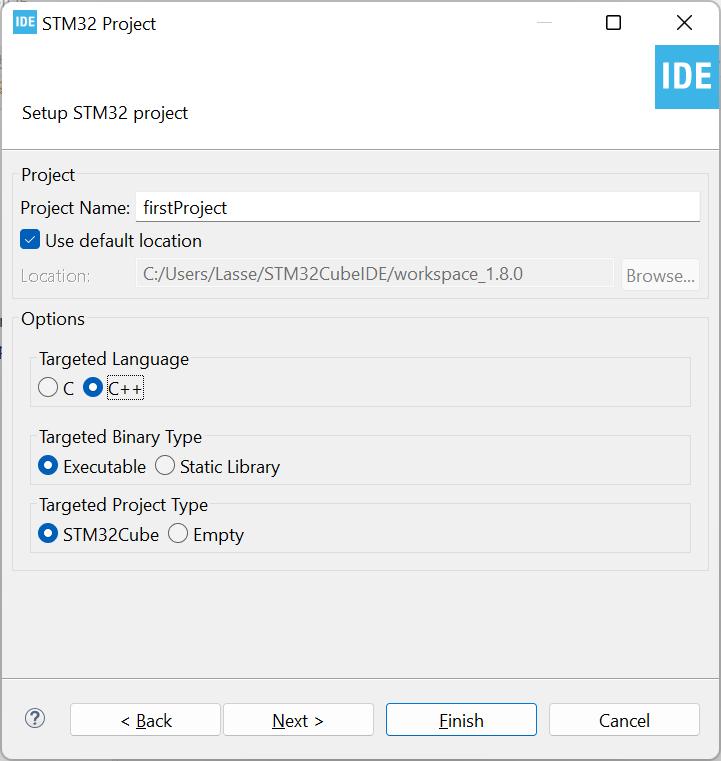 IDE STM32 Project
IDE
Setup STM32 project
Project
Project Name: firstProject
Use default location
Location: C:/Users/Lasse/STM32CubeIDE/workspace_1.8.0 Browse...
Options
Targeted Language
C C++
Targeted Binary Type
Executable Static Library
Targeted Project Type
STM32Cube Empty
? < Back Next > Finish Cancel